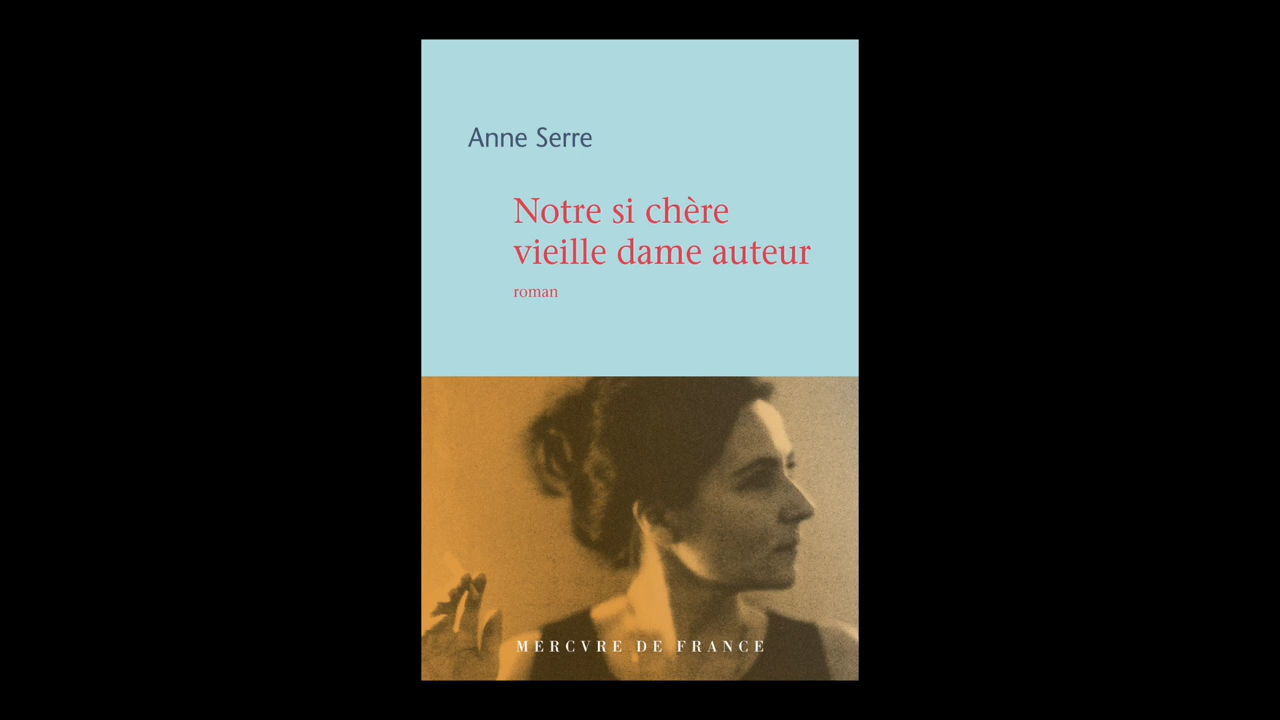 Anne Serre
Notre si chère
vieille dame auteur
roman
MERCVRE DE FRANCE